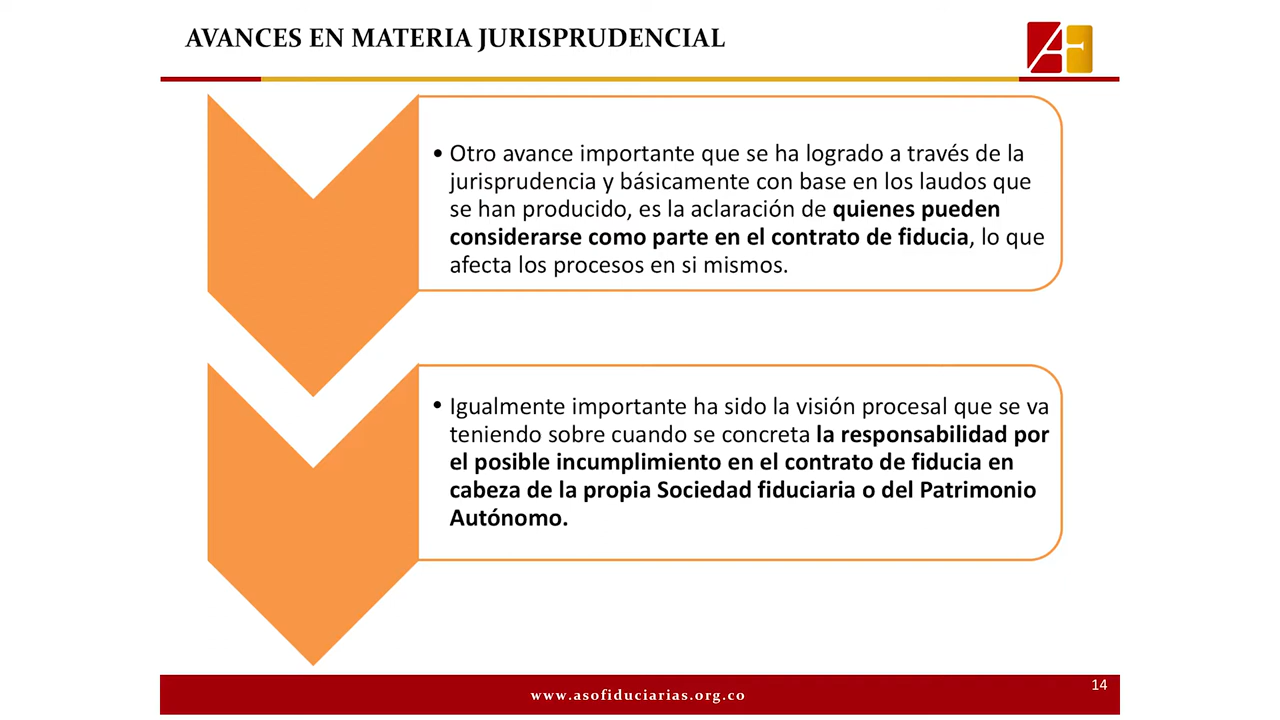 AVANCES EN MATERIA JURISPRUDENCIAL
AF
• Otro avance importante que se ha logrado a través de la
jurisprudencia y básicamente con base en los laudos que
se han producido, es la aclaración de quienes pueden
considerarse como parte en el contrato de fiducia, lo que
afecta los procesos en si mismos.
• Igualmente importante ha sido la visión procesal que se va
teniendo sobre cuando se concreta la responsabilidad por
el posible incumplimiento en el contrato de fiducia en
cabeza de la propia Sociedad fiduciaria o del Patrimonio
Autónomo.
www.asofiduciarias.org.co
14